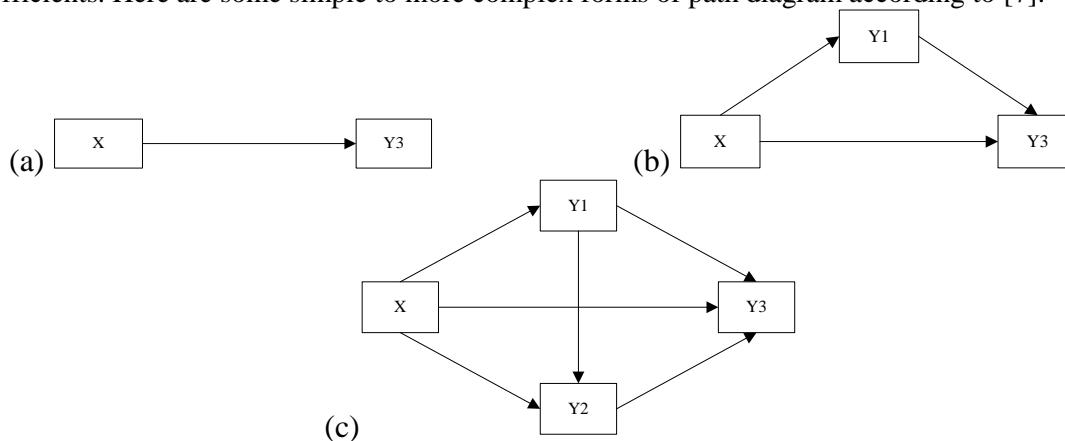 efficients. Here are some simple to more complex forms of path diagram according to [7].
Y1
(a) X Y3
(b) X Y3
Y1
X Y3
Y2
(c)